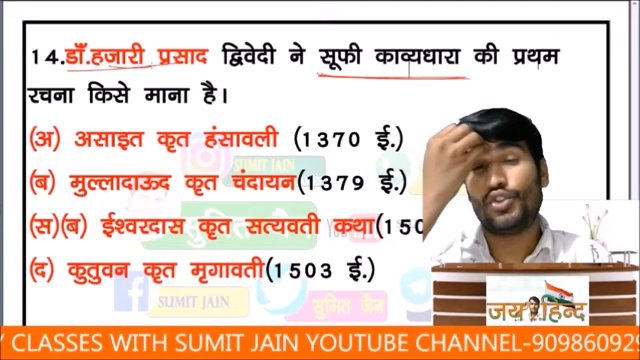 14.डॉ.हजारी प्रसाद द्विवेदी ने सूफी काव्यधारा की प्रथम
रचना किसे माना है।
(अ) असाइत कृत हंसावली (1370 ई.)
(ब) मुल्लादाऊद कृत चंदायन(1379 ई.)
(स)(ब) ईश्वरदास कृत सत्यवती कथा(150
(द) कुतुवन कृत मृगावती(1503 ई.)
SUMIT JAIN
SUMIT JAIN
सुमित जैन
जय हिन्द
Y CLASSES WITH SUMIT JAIN YOUTUBE CHANNEL-90986092